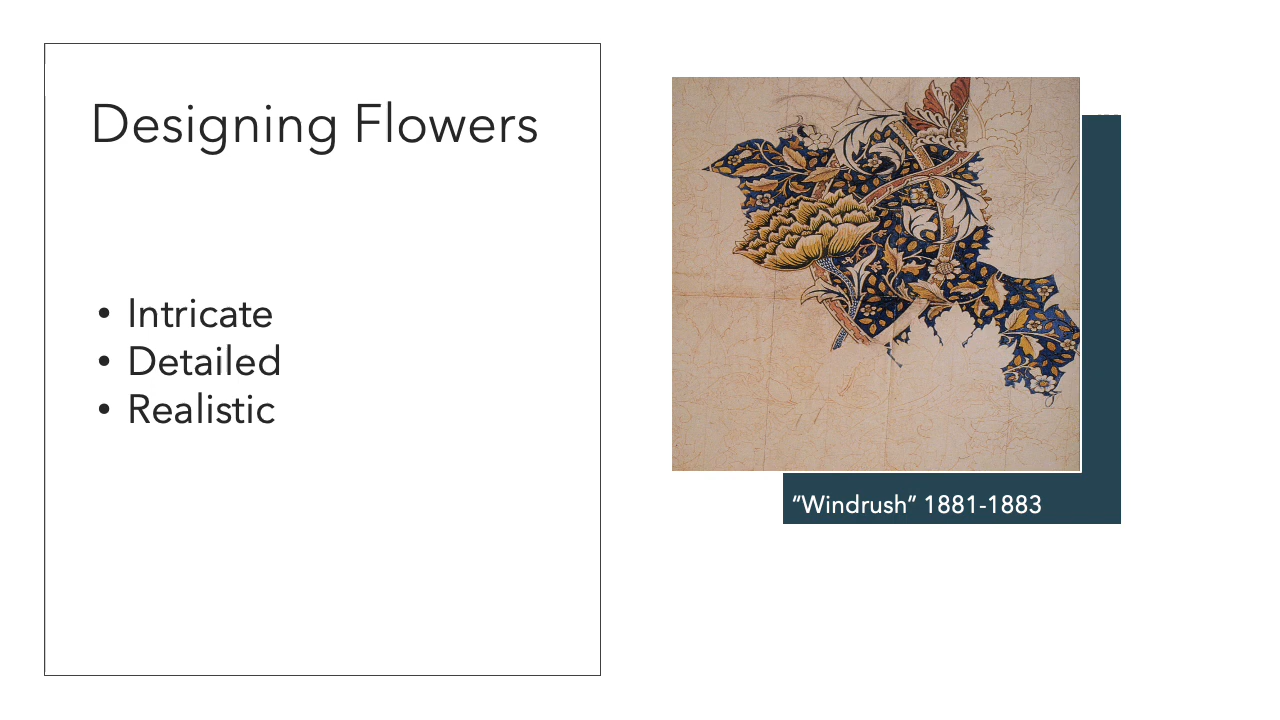 Designing Flowers
• Intricate
• Detailed
• Realistic
“Windrush” 1881-1883